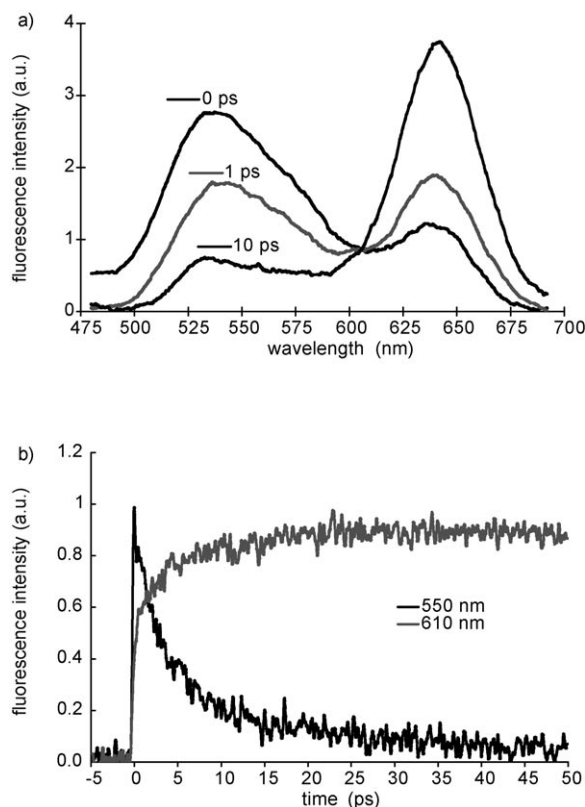 a)
fluorescence intensity (a.u.)
4
3
2
1
0
0 ps
1 ps
10 ps
475 500 525 550 575 600 625 650 675 700
wavelength (nm)
b)
fluorescence intensity (a.u.)
1.2
1
0.8
0.6
0.4
0.2
0.0
550 nm
610 nm
-5 0 5 10 15 20 25 30 35 40 45 50
time (ps)